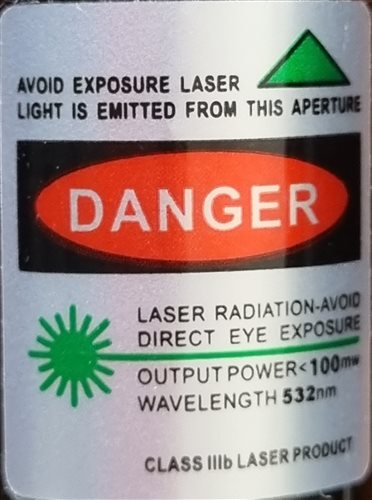 AVOID EXPOSURE LASER
LIGHT IS EMITTED FROM THIS APERTURE
DANGER
LASER RADIATION-AVOID
DIRECT EYE EXPOSURE
OUTPUT POWER<100mw
WAVELENGTH 532nm
CLASS IIIb LASER PRODUCT